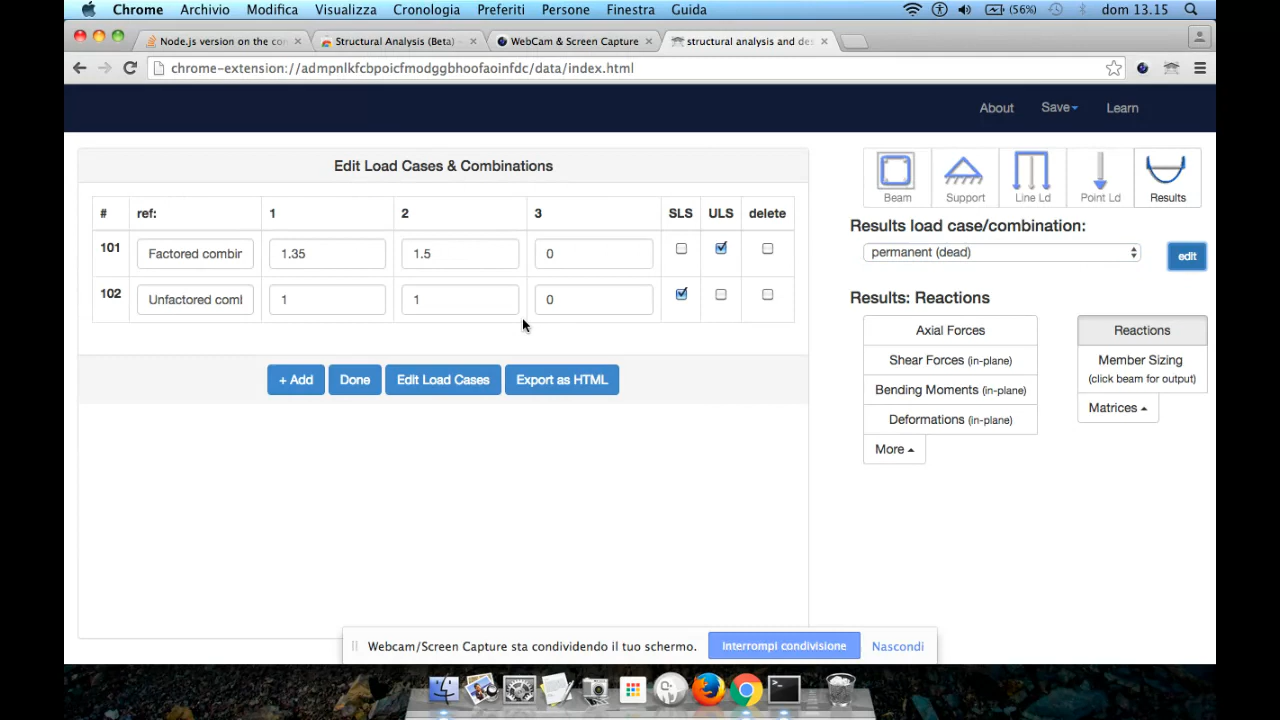 Chrome Archivio Modifica Visualizza Cronologia Preferiti Persone Finestra Guida (56%) dom 13.15
Node.js version on the con × Structural Analysis (Beta) - × WebCam & Screen Capture × structural analysis and des ×
chrome-extension://admpnlkfcbpoicfmodggbhoofaoinfdc/data/index.html
About Save Learn
Edit Load Cases & Combinations
# ref: 1 2 3 SLS ULS delete
101 Factored combir 1.35 1.5 0
102 Unfactored coml 1 1 0
+ Add Done Edit Load Cases Export as HTML
Beam Support Line Ld Point Ld Results
Results load case/combination:
permanent (dead) edit
Results: Reactions
Axial Forces
Shear Forces (in-plane)
Bending Moments (in-plane)
Deformations (in-plane)
More
Reactions
Member Sizing
(click beam for output)
Matrices
Webcam/Screen Capture sta condividendo il tuo schermo. Interrompi condivisione Nascondi